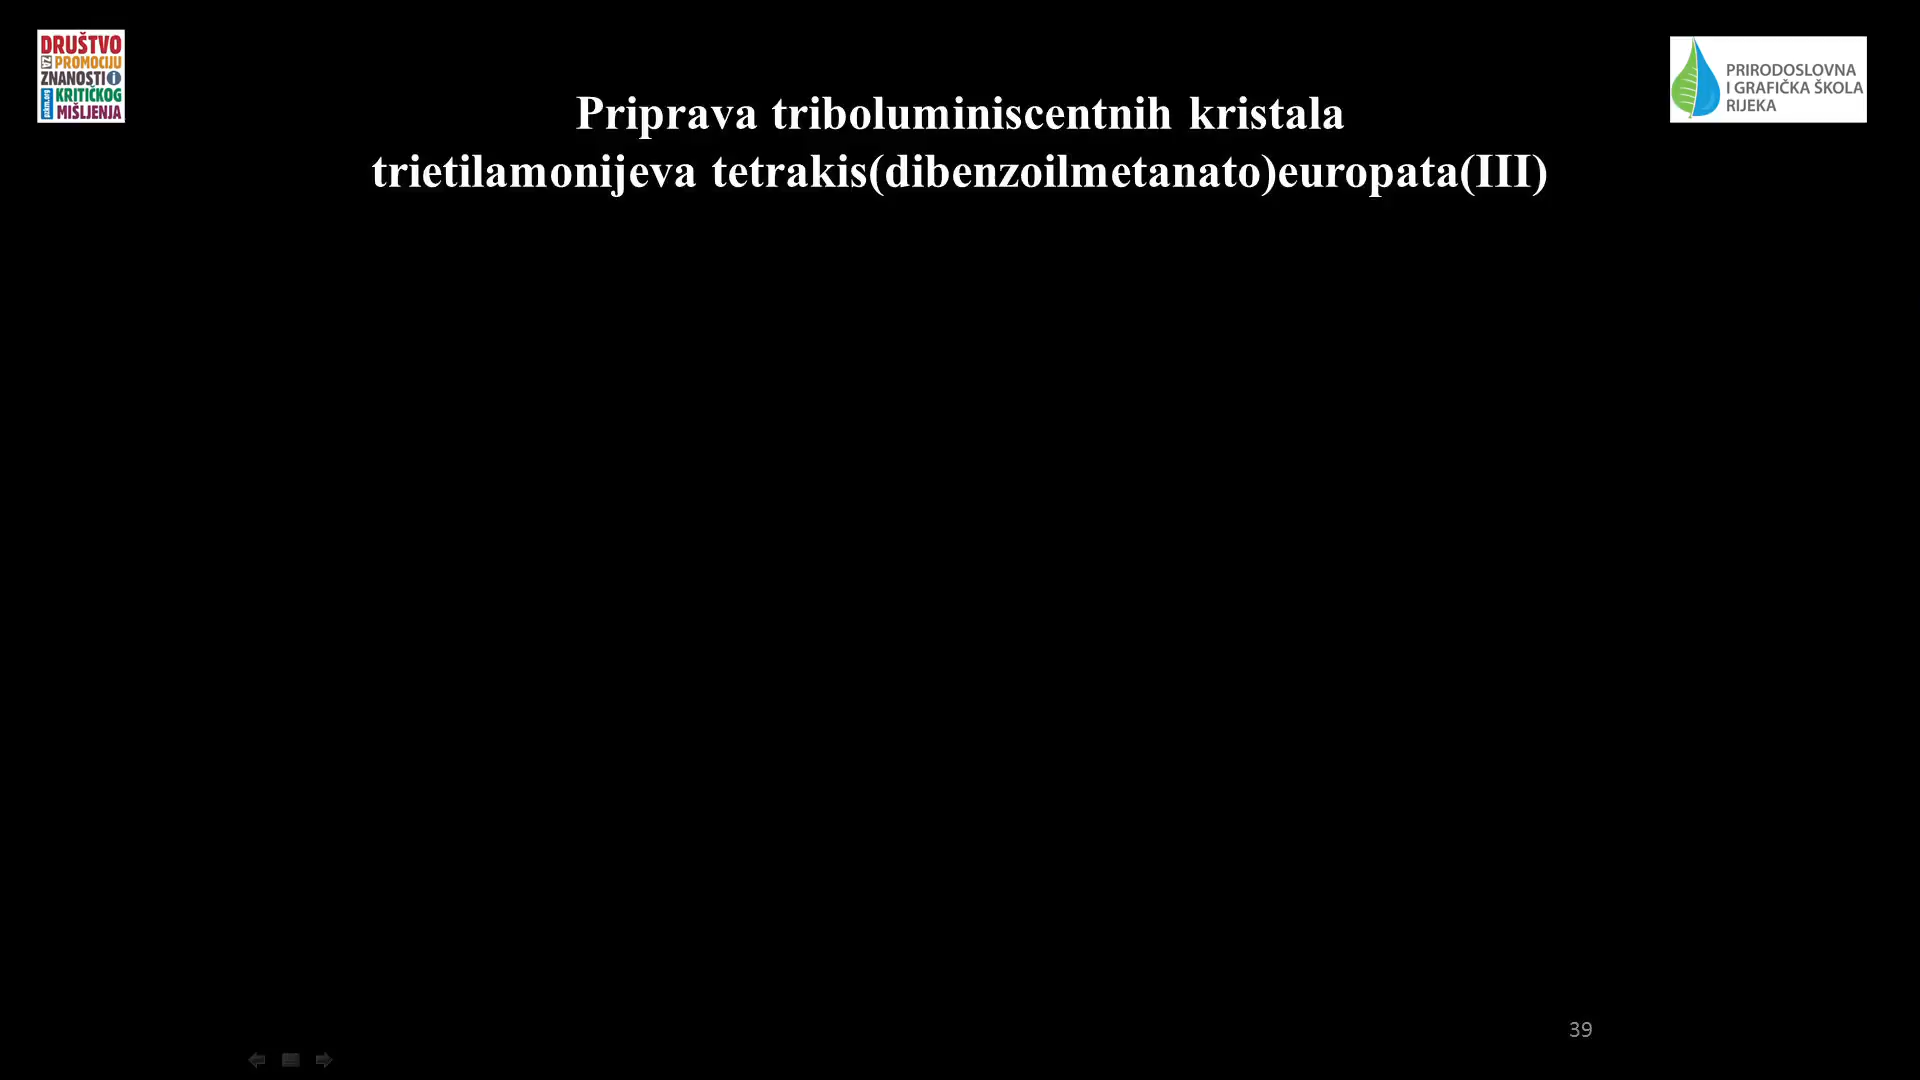 DRUŠTVO
ZA PROMOCIJU
ZNANOSTI i
KRITIČKOG
MIŠLJENJA
PRIRODOSLOVNA
I GRAFIČKA ŠKOLA
RIJEKA
Priprava triboluminiscentnih kristala
trietilamonijeva tetrakis(dibenzoilmetanato)europata(III)
39